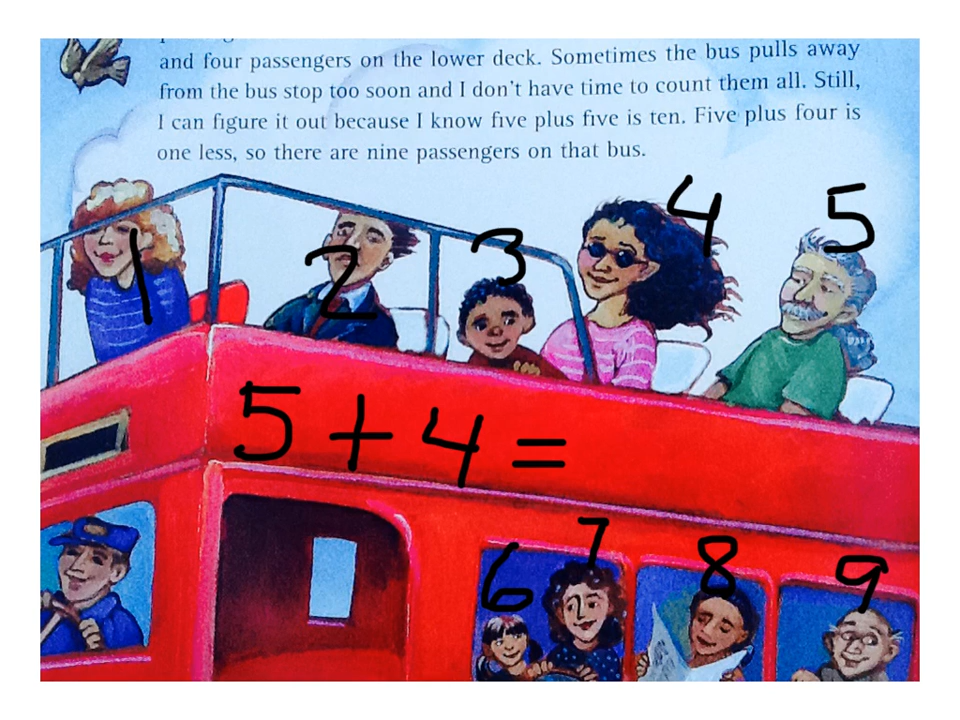 and four passengers on the lower deck. Sometimes the bus pulls away
from the bus stop too soon and I don't have time to count them all. Still,
I can figure it out because I know five plus five is ten. Five plus four is
one less, so there are nine passengers on that bus.
4
5
1
2
3
5 + 4 =
6
7
8
9